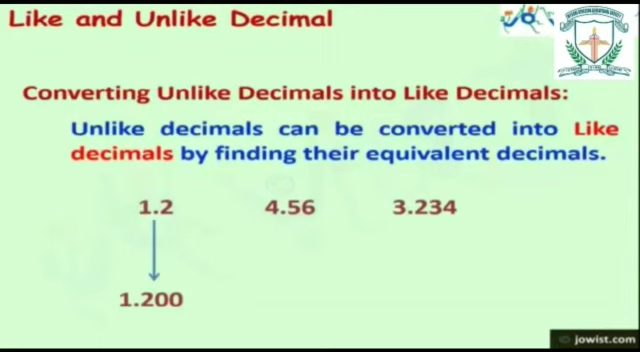 Like and Unlike Decimal
Converting Unlike Decimals into Like Decimals:
Unlike decimals can be converted into Like
decimals by finding their equivalent decimals.
1.2 4.56 3.234
1.200
jowist.com